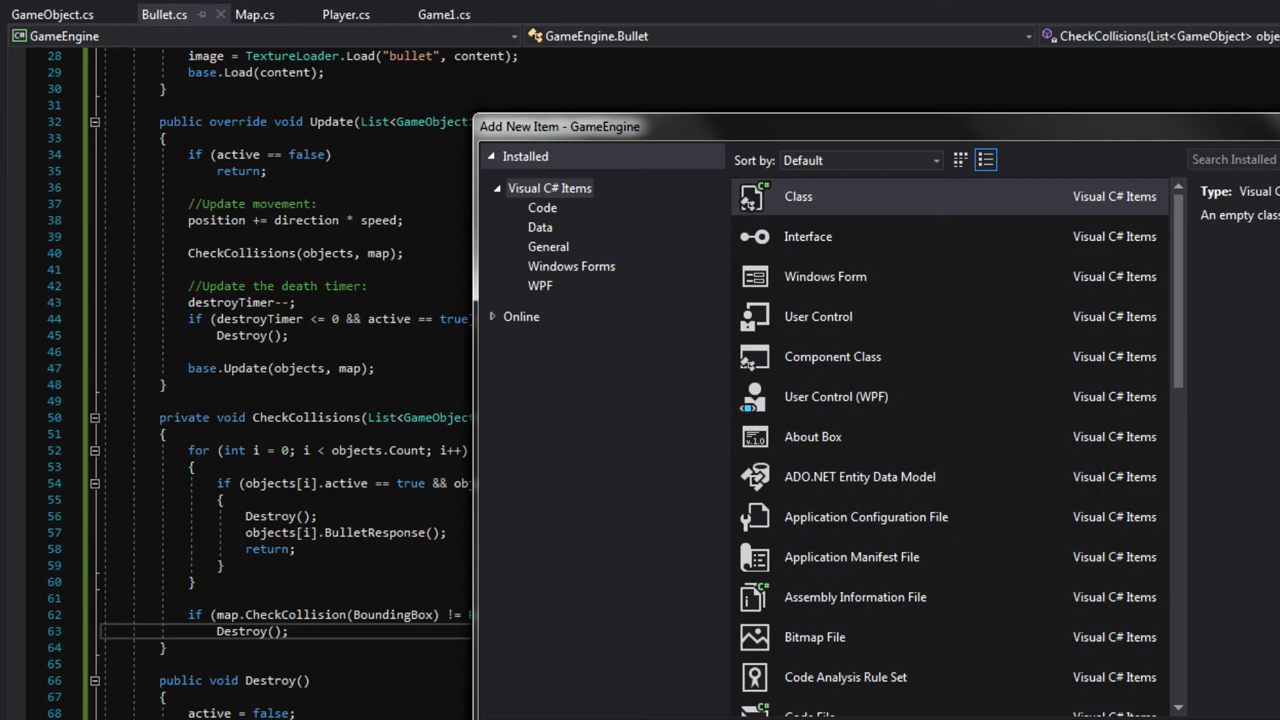 GameObject.cs Bullet.cs Map.cs Player.cs Game1.cs
GameEngine GameEngine.Bullet CheckCollisions(List<GameObject> obje
28 image = TextureLoader.Load("bullet", content);
29 base.Load(content);
30 }
31
32 public override void Update(List<GameObject
33 {
34 if (active == false)
35 return;
36
37 //Update movement:
38 position += direction * speed;
39
40 CheckCollisions(objects, map);
41
42 //Update the death timer:
43 destroyTimer--;
44 if (destroyTimer <= 0 && active == true)
45 Destroy();
46
47 base.Update(objects, map);
48 }
49
50 private void CheckCollisions(List<GameObject
51 {
52 for (int i = 0; i < objects.Count; i++)
53 {
54 if (objects[i].active == true && ob
55 {
56 Destroy();
57 objects[i].BulletResponse();
58 return;
59 }
60 }
61
62 if (map.CheckCollision(BoundingBox) !=
63 Destroy();
64 }
65
66 public void Destroy()
67 {
68 active = false;
Add New Item - GameEngine
Installed
Visual C# Items
Code
Data
General
Windows Forms
WPF
Online
Sort by: Default
Search Installed
Class Visual C# Items
Interface Visual C# Items
Windows Form Visual C# Items
User Control Visual C# Items
Component Class Visual C# Items
User Control (WPF) Visual C# Items
About Box Visual C# Items
ADO.NET Entity Data Model Visual C# Items
Application Configuration File Visual C# Items
Application Manifest File Visual C# Items
Assembly Information File Visual C# Items
Bitmap File Visual C# Items
Code Analysis Rule Set Visual C# Items
Code File Visual C# Items
Type: Visual C
An empty class